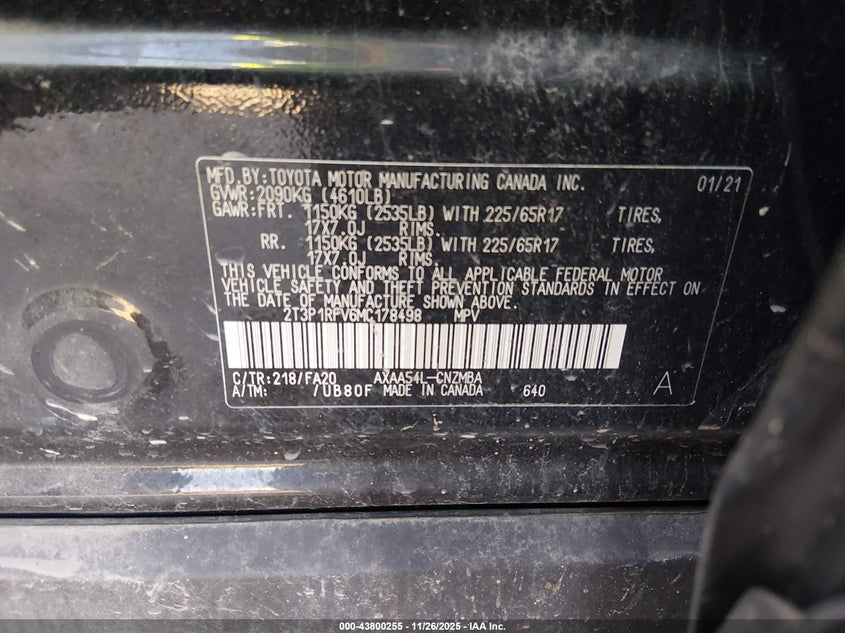 MFD.BY:TOYOTA MOTOR MANUFACTURING CANADA INC. 01/21
GVWR:2090KG (4610LB)
GAWR:FRT. 1150KG (2535LB) WITH 225/65R17 TIRES,
17X7.0J RIMS.
RR. 1150KG (2535LB) WITH 225/65R17 TIRES,
17X7.0J RIMS.
THIS VEHICLE CONFORMS TO ALL APPLICABLE FEDERAL MOTOR
VEHICLE SAFETY AND THEFT PREVENTION STANDARDS IN EFFECT ON
THE DATE OF MANUFACTURE SHOWN ABOVE.
2T3P1RFV6MC178498 MPV
C/TR:218/FA20 AXAA54L-CNZMBA A
A/TM: /UB80F MADE IN CANADA 640
000-43800255 - 11/26/2025 - IAA Inc.